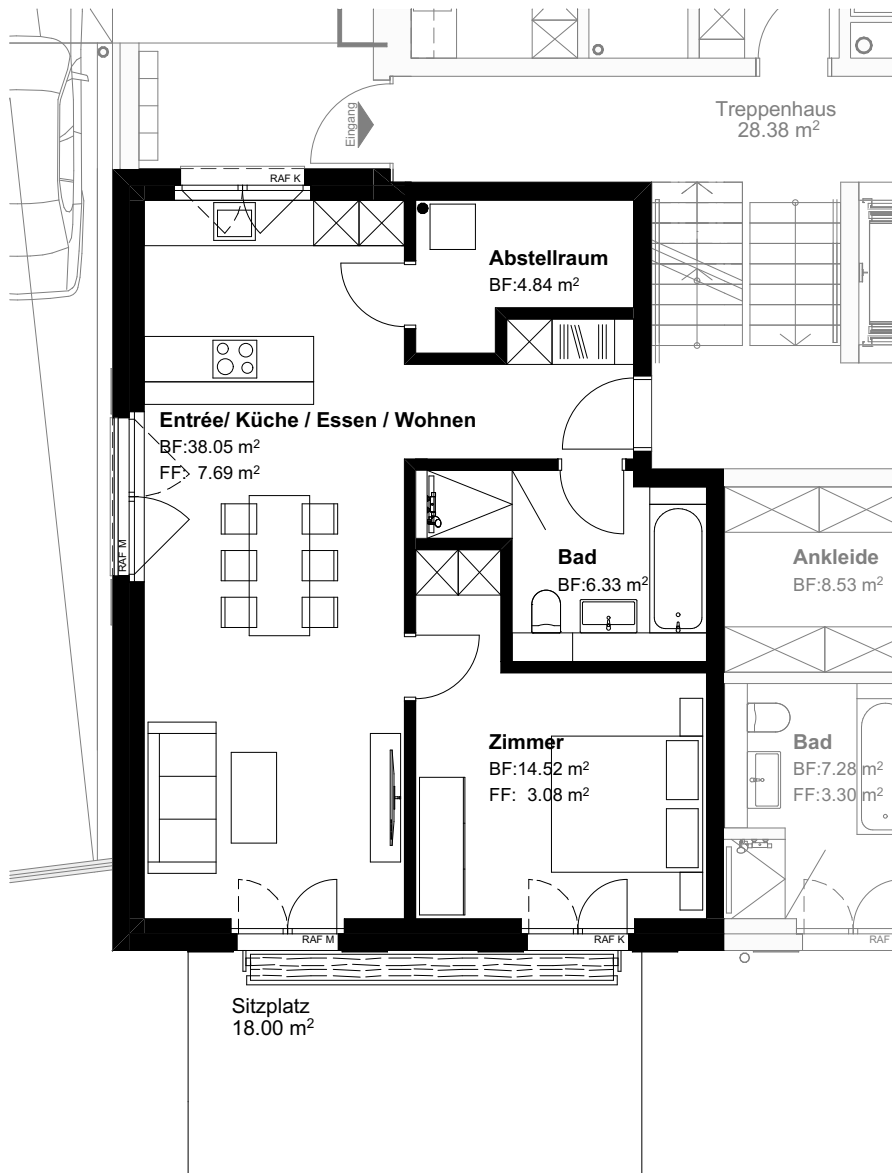 Treppenhaus
28.38 m²
Eingang
RAF K
Abstellraum
BF:4.84 m²
Entrée/ Küche / Essen / Wohnen
BF:38.05 m²
FF: 7.69 m²
RAF M
Bad
BF:6.33 m²
Ankleide
BF:8.53 m²
Zimmer
BF:14.52 m²
FF: 3.08 m²
Bad
BF:7.28 m²
FF:3.30 m²
RAF M
RAF K
RAF
Sitzplatz
18.00 m²